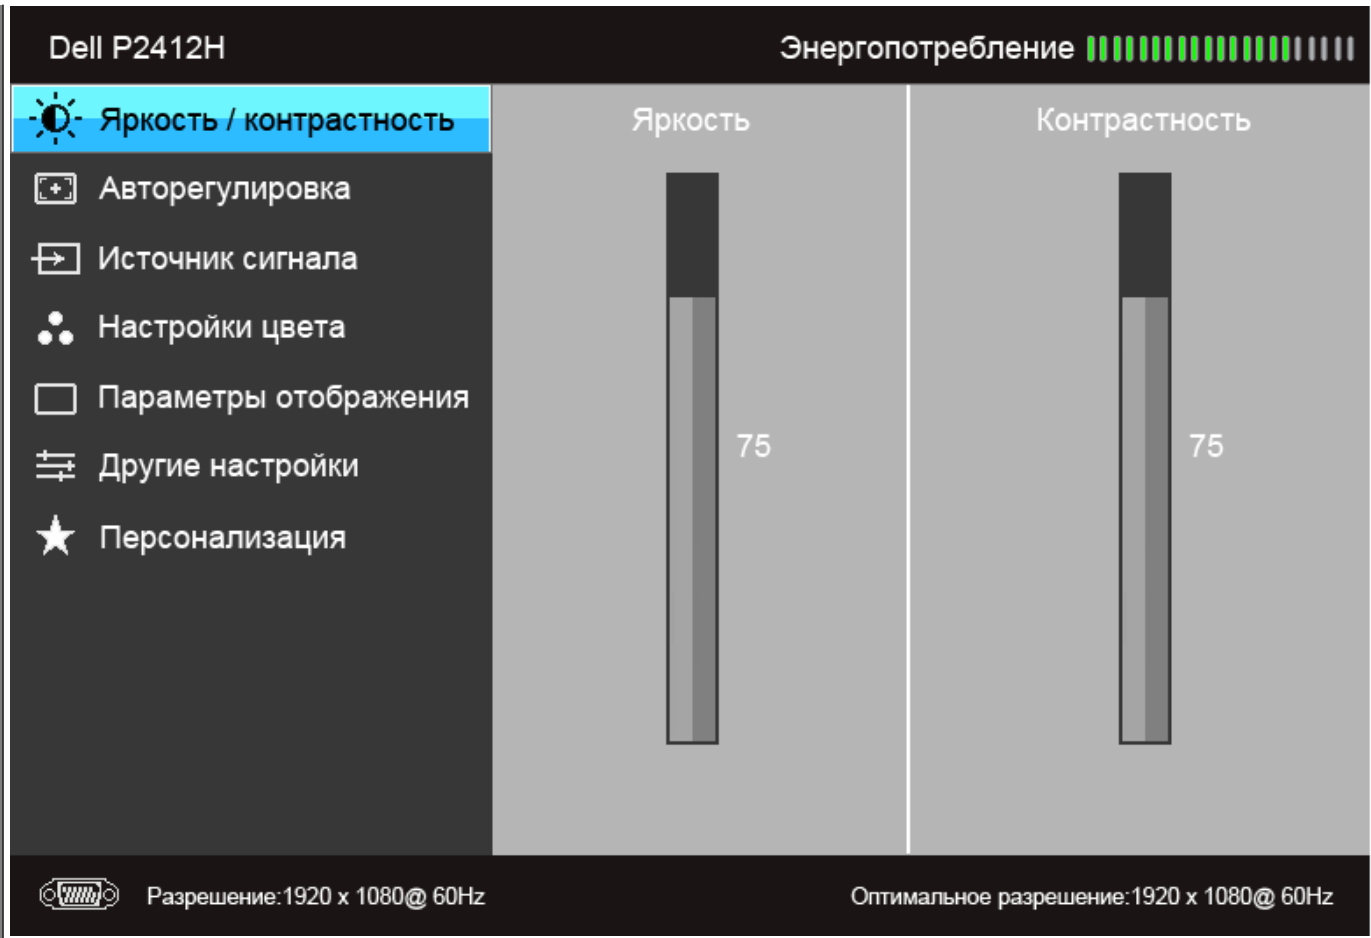 Dell P2412H
Энергопотребление
Яркость / контрастность
Авторегулировка
Источник сигнала
Настройки цвета
Параметры отображения
Другие настройки
Персонализация
Яркость
75
Контрастность
75
Разрешение:1920 x 1080@ 60Hz
Оптимальное разрешение:1920 x 1080@ 60Hz